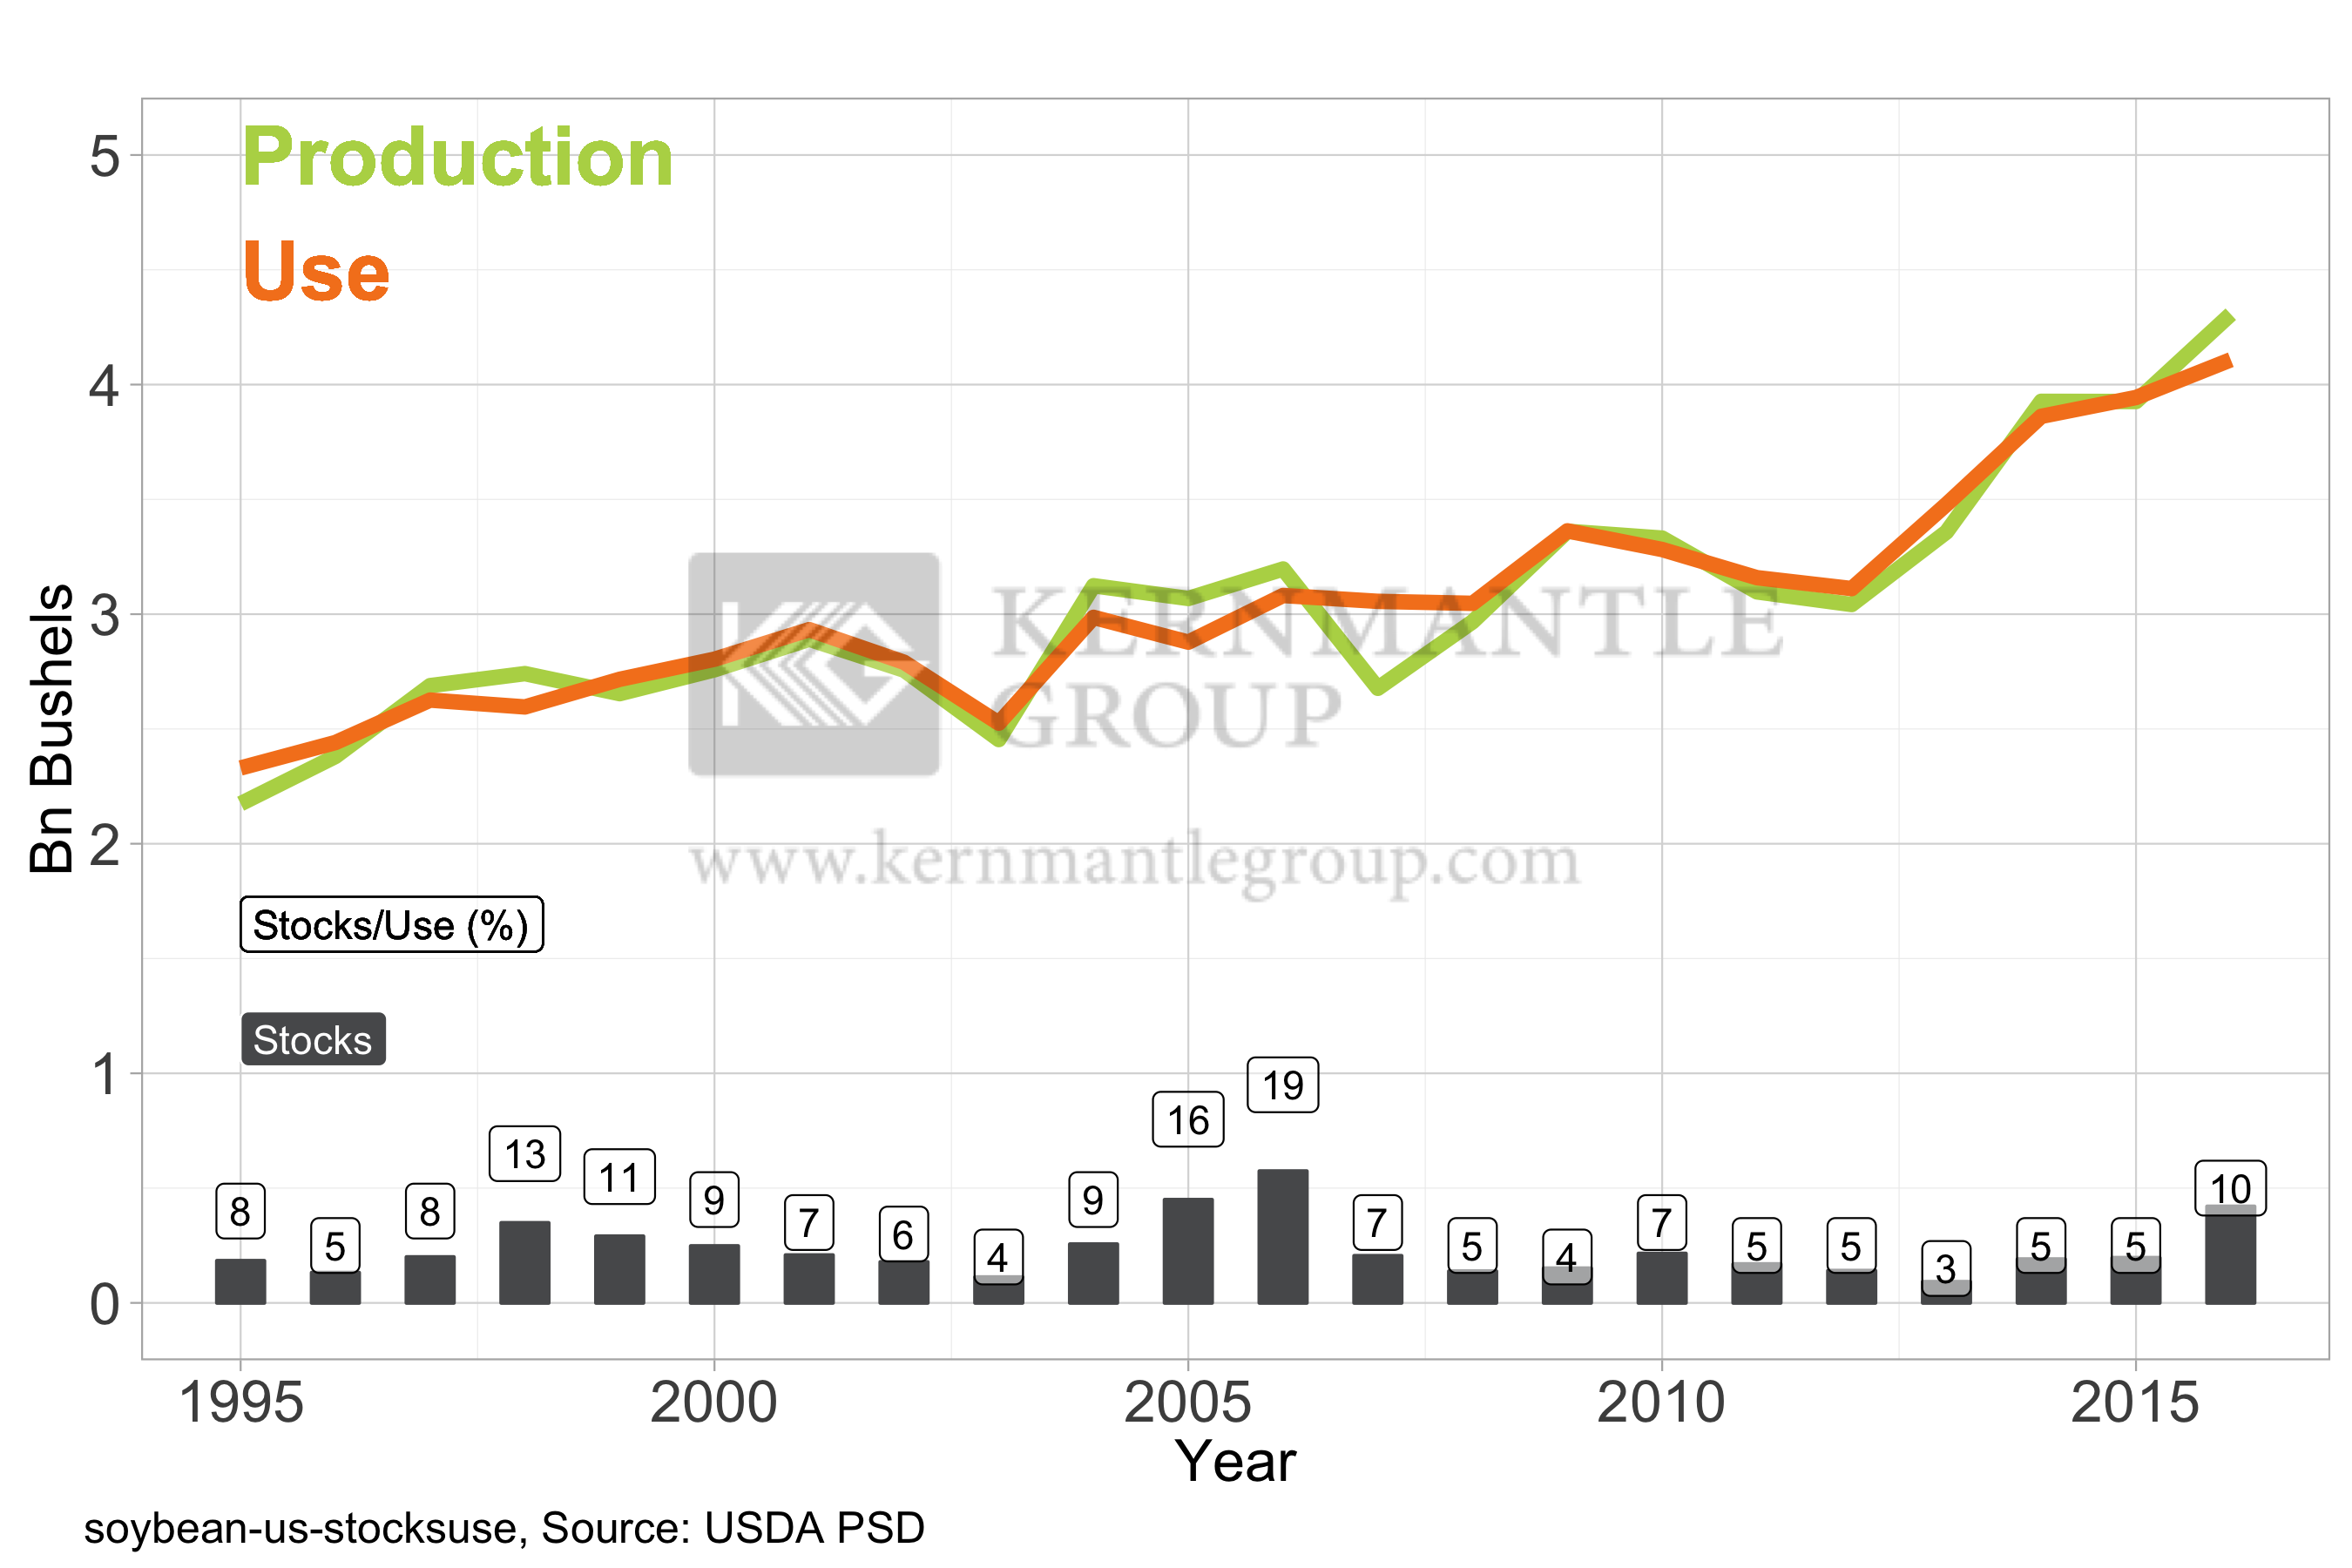 Production
Use
5
4
3
2
1
0
Bn Bushels
KERNMANTLE
GROUP
www.kernmantlegroup.com
Stocks/Use (%)
Stocks
8 5 8 13 11 9 7 6 4 9 16 19 7 5 4 7 5 5 3 5 5 10
1995 2000 2005 2010 2015
Year
soybean-us-stocksuse, Source: USDA PSD